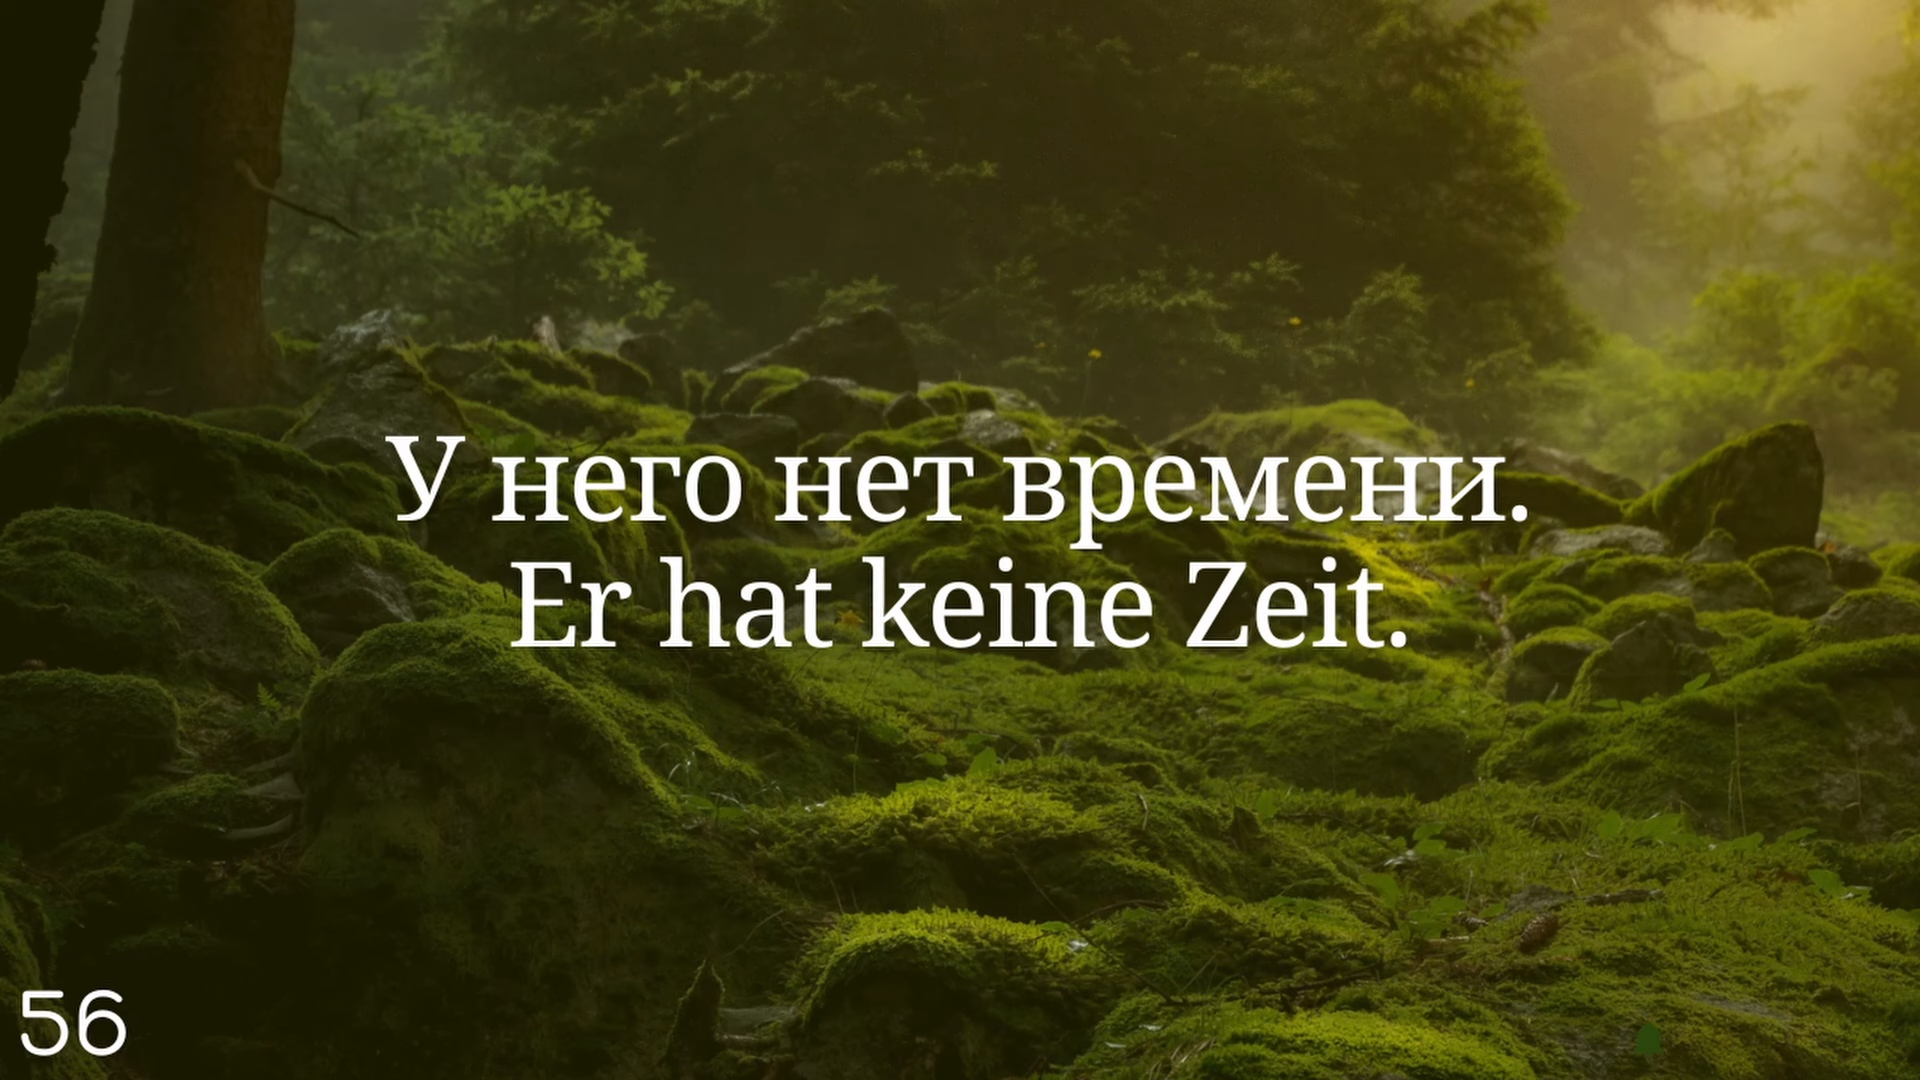 У него нет времени.
Er hat keine Zeit.
56